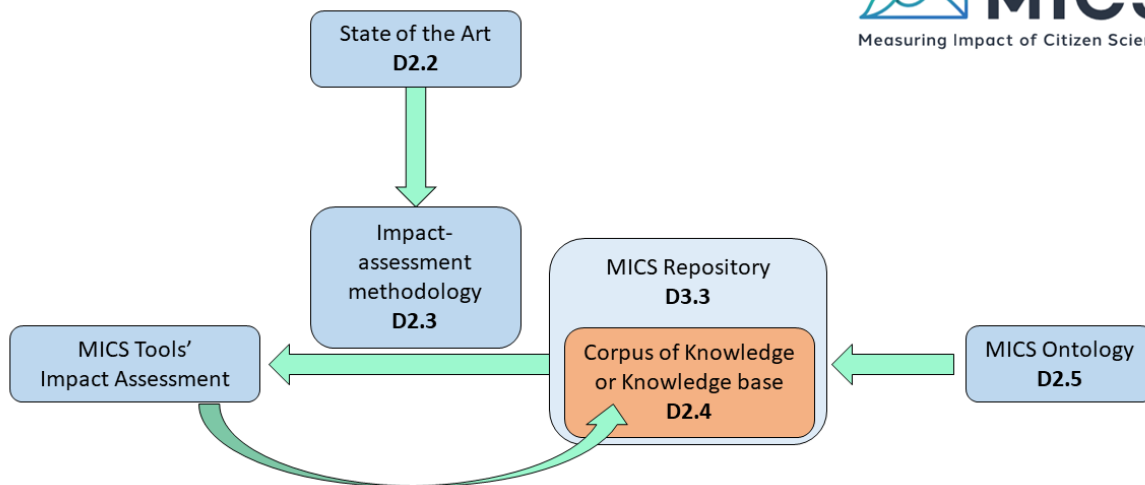 MICS
Measuring Impact of Citizen
State of the Art
D2.2
Impact-
assessment
methodology
D2.3
MICS Repository
D3.3
Corpus of Knowledge
or Knowledge base
D2.4
MICS Tools’
Impact Assessment
MICS Ontology
D2.5